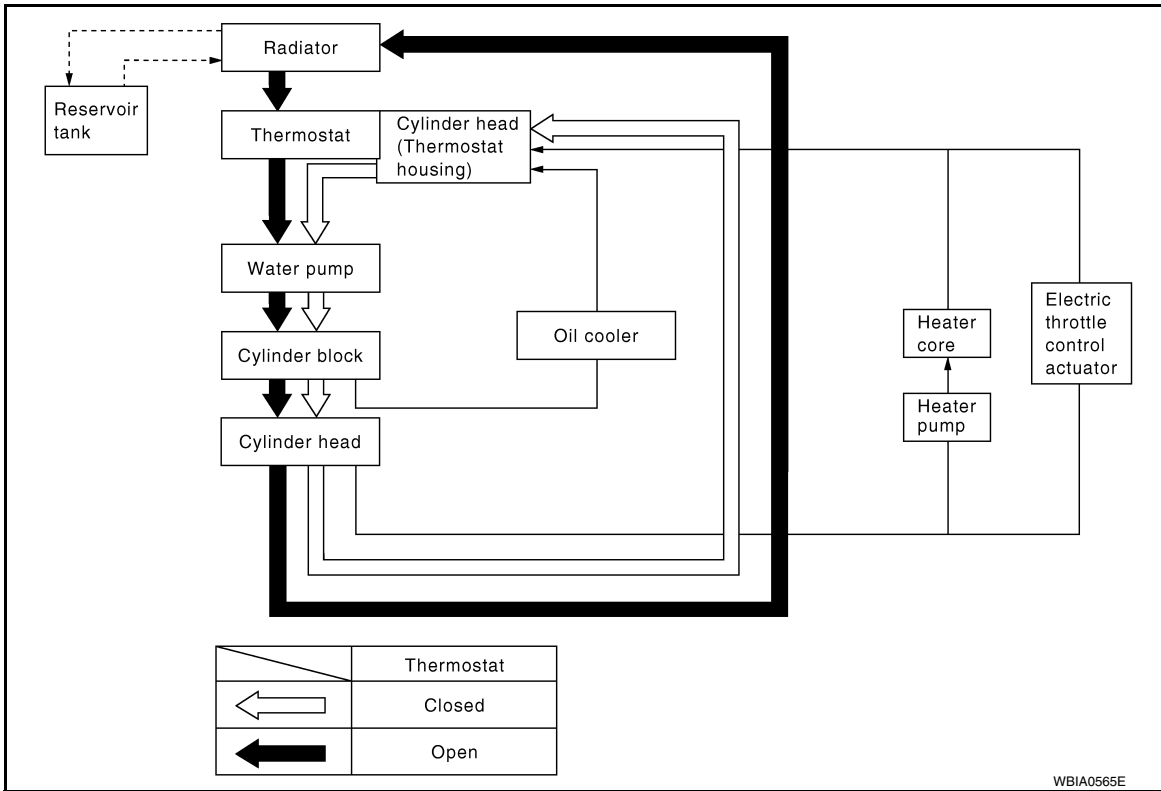 Radiator
Reservoir
tank
Thermostat
Cylinder head
(Thermostat
housing)
Water pump
Cylinder block
Cylinder head
Oil cooler
Heater
core
Heater
pump
Electric
throttle
control
actuator
Thermostat
Closed
Open
WBIA0565E